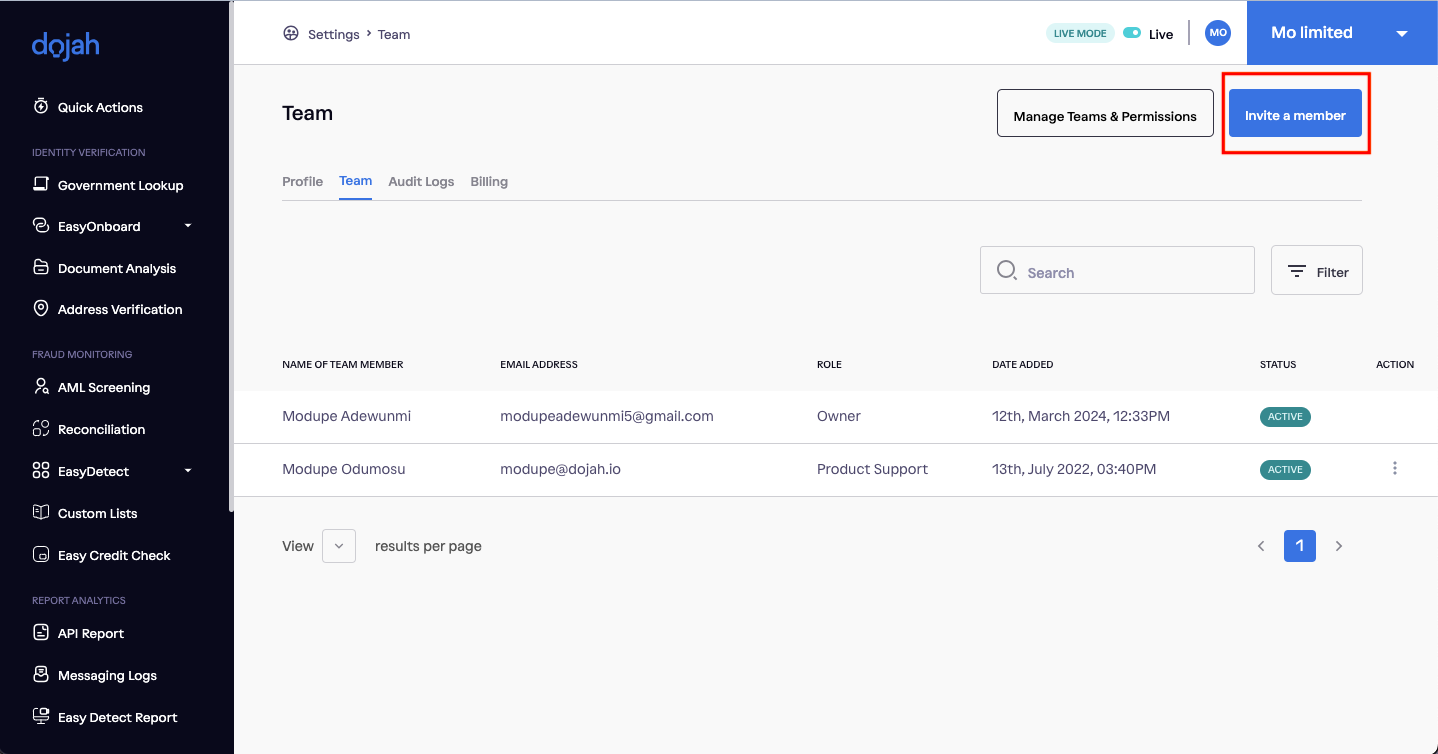 dojah
Quick Actions
IDENTITY VERIFICATION
Government Lookup
EasyOnboard
Document Analysis
Address Verification
FRAUD MONITORING
AML Screening
Reconciliation
EasyDetect
Custom Lists
Easy Credit Check
REPORT ANALYTICS
API Report
Messaging Logs
Easy Detect Report
Settings > Team
LIVE MODE Live MO Mo limited
Team
Manage Teams & Permissions Invite a member
Profile Team Audit Logs Billing
Search Filter
NAME OF TEAM MEMBER EMAIL ADDRESS ROLE DATE ADDED STATUS ACTION
Modupe Adewunmi modupeadewunmi5@gmail.com Owner 12th, March 2024, 12:33PM ACTIVE
Modupe Odumosu modupe@dojah.io Product Support 13th, July 2022, 03:40PM ACTIVE
View results per page < 1 >